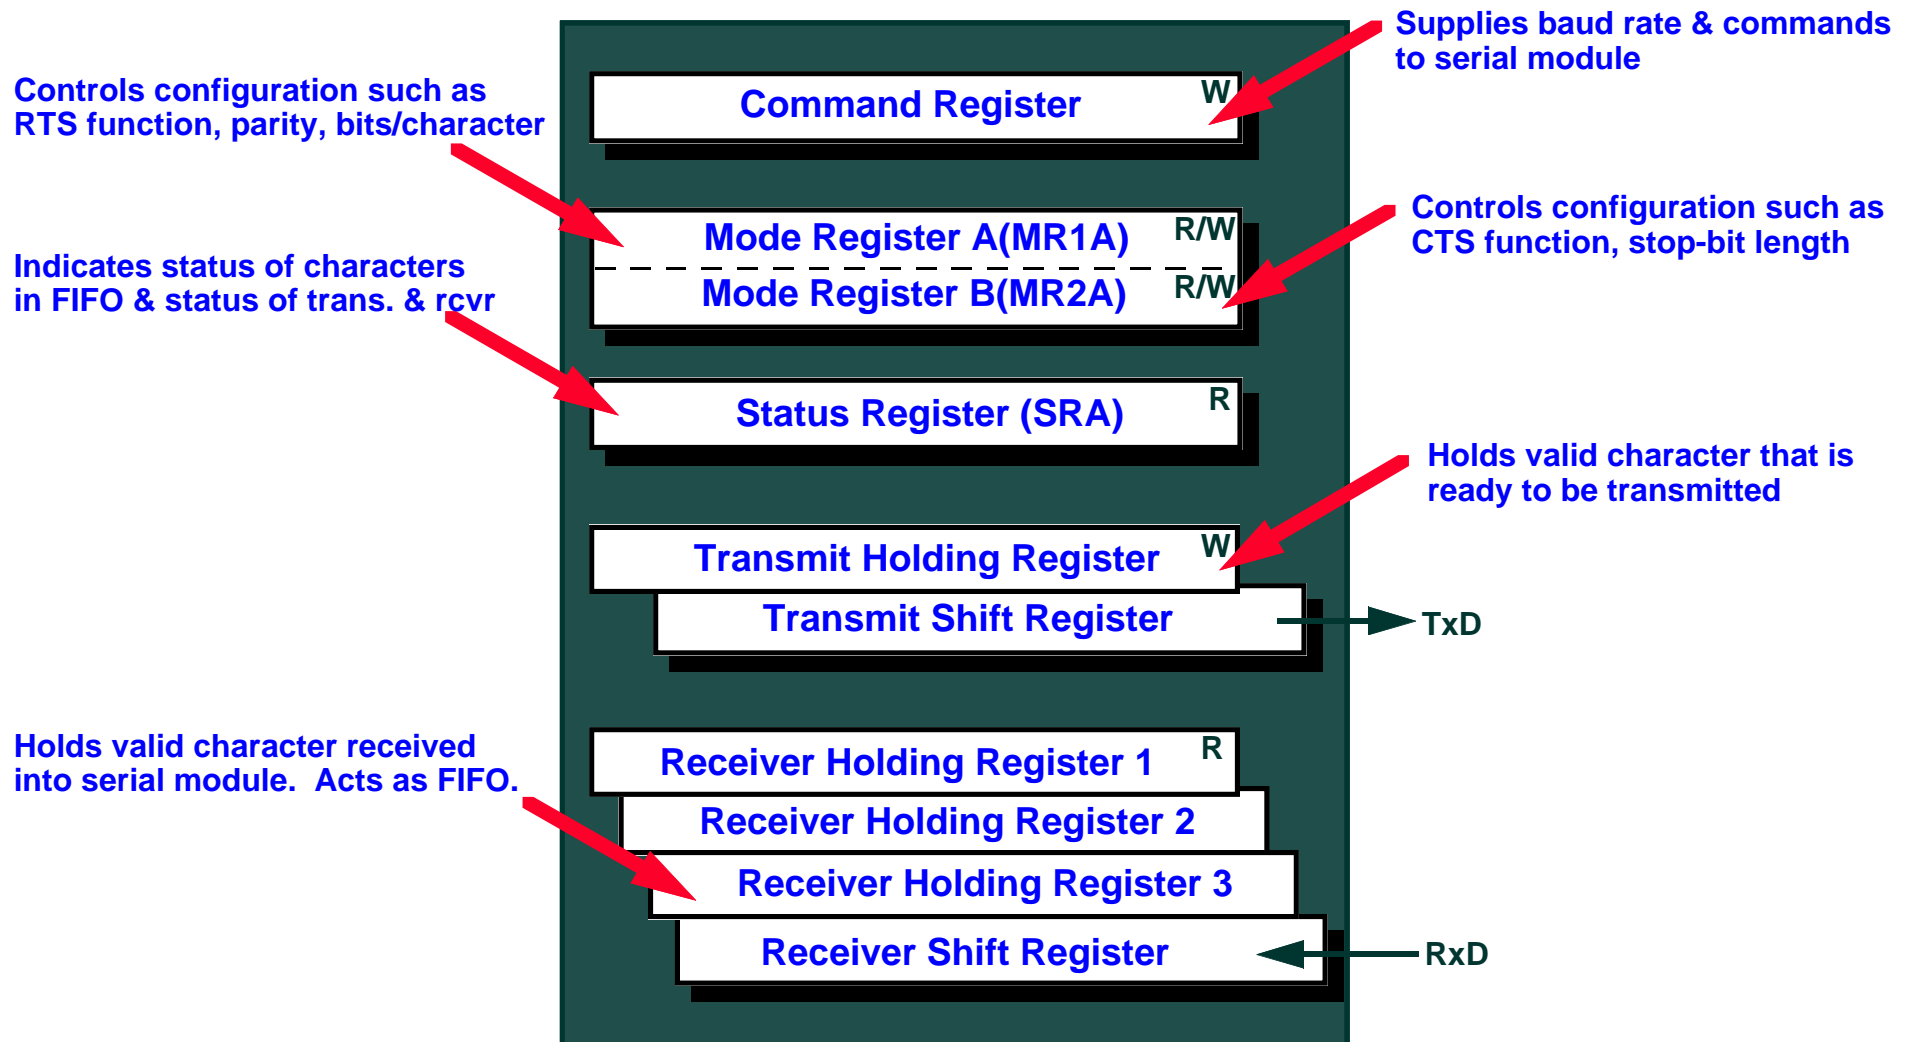 Supplies baud rate & commands
to serial module
Controls configuration such as
RTS function, parity, bits/character
Command Register
W
Mode Register A(MR1A)
R/W
Mode Register B(MR2A)
R/W
Controls configuration such as
CTS function, stop-bit length
Indicates status of characters
in FIFO & status of trans. & rcvr
Status Register (SRA)
R
Holds valid character that is
ready to be transmitted
Transmit Holding Register
W
Transmit Shift Register
TxD
Holds valid character received
into serial module.  Acts as FIFO.
Receiver Holding Register 1
R
Receiver Holding Register 2
Receiver Holding Register 3
Receiver Shift Register
RxD